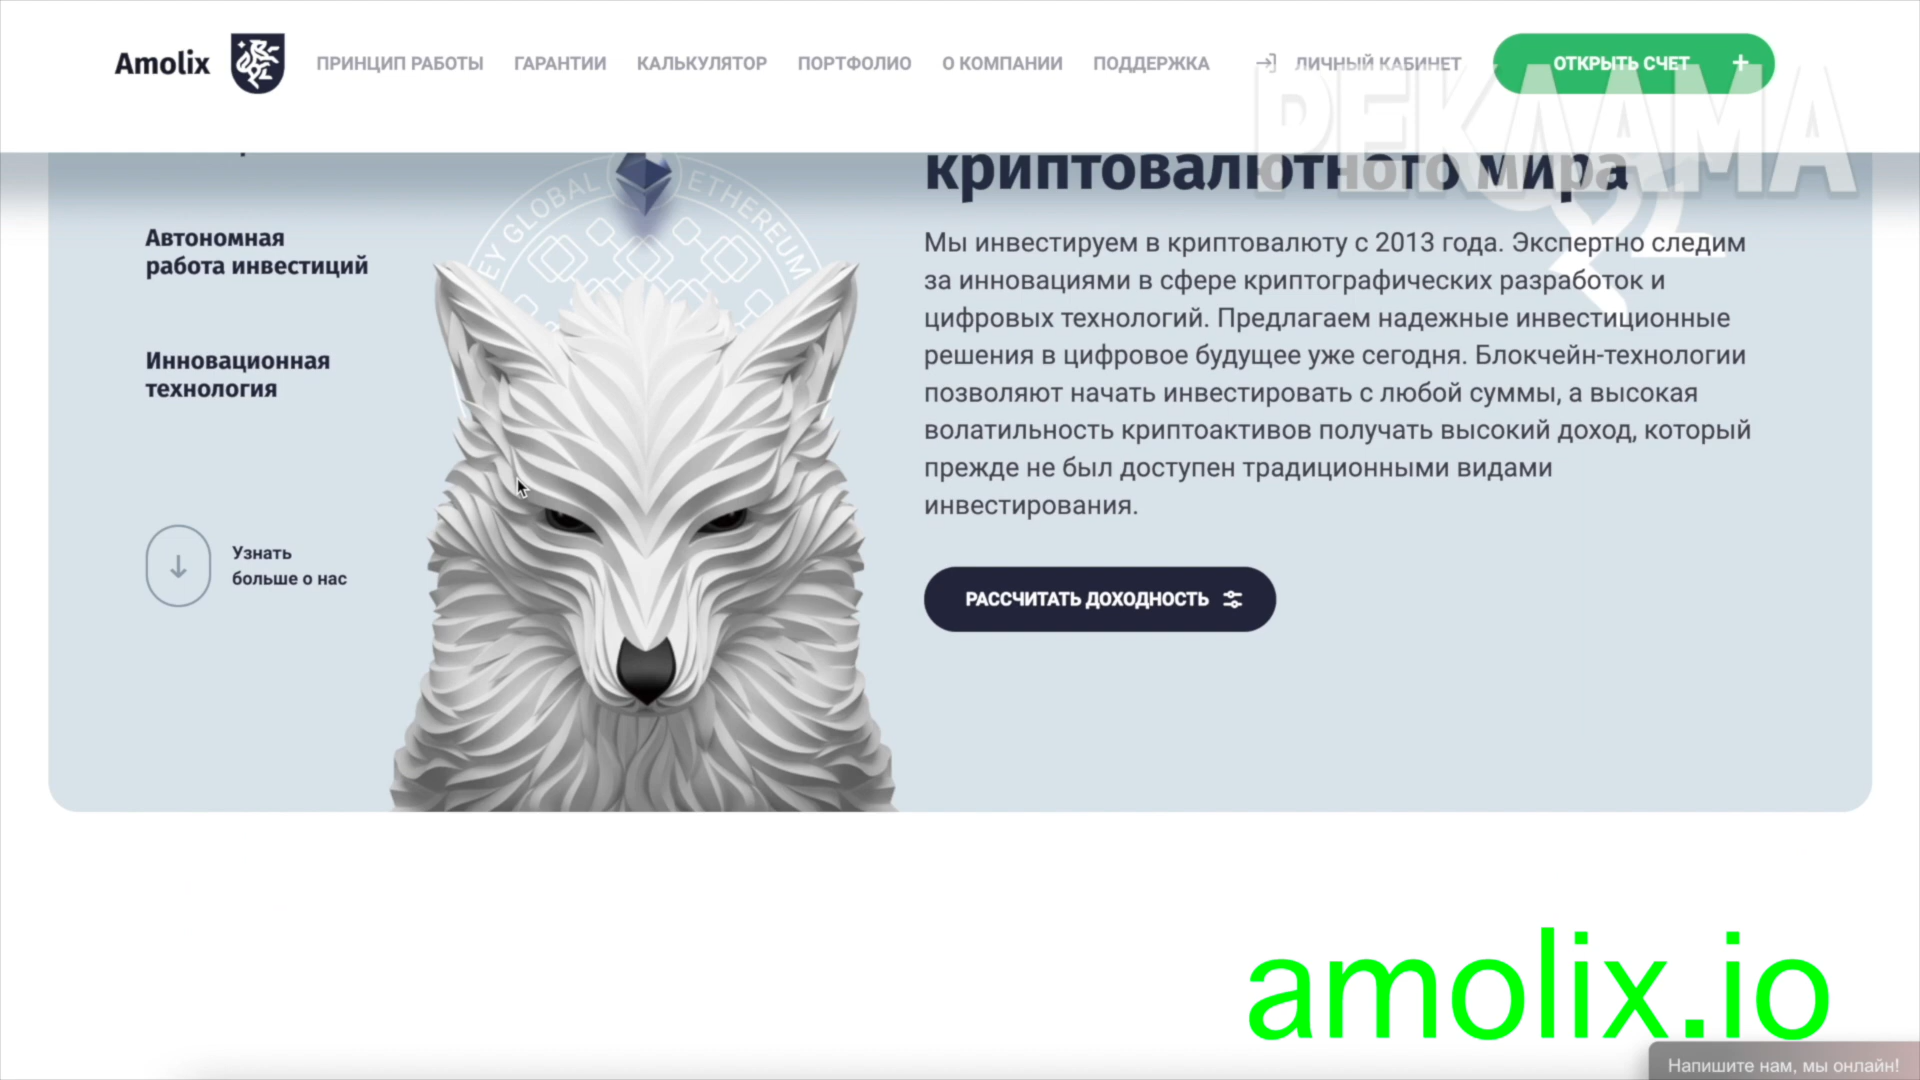 Amolix
ПРИНЦИП РАБОТЫ
ГАРАНТИИ
КАЛЬКУЛЯТОР
ПОРТФОЛИО
О КОМПАНИИ
ПОДДЕРЖКА
ЛИЧНЫЙ КАБИНЕТ
ОТКРЫТЬ СЧЕТ +
РЕКЛАМА
криптовалютного мира
EY GLOBAL
ETHEREUM
Автономная
работа инвестиций
Инновационная
технология
Узнать
больше о нас
Мы инвестируем в криптовалюту с 2013 года. Экспертно следим
за инновациями в сфере криптографических разработок и
цифровых технологий. Предлагаем надежные инвестиционные
решения в цифровое будущее уже сегодня. Блокчейн-технологии
позволяют начать инвестировать с любой суммы, а высокая
волатильность криптоактивов получать высокий доход, который
прежде не был доступен традиционными видами
инвестирования.
РАССЧИТАТЬ ДОХОДНОСТЬ
amolix.io
Напишите нам, мы онлайн!